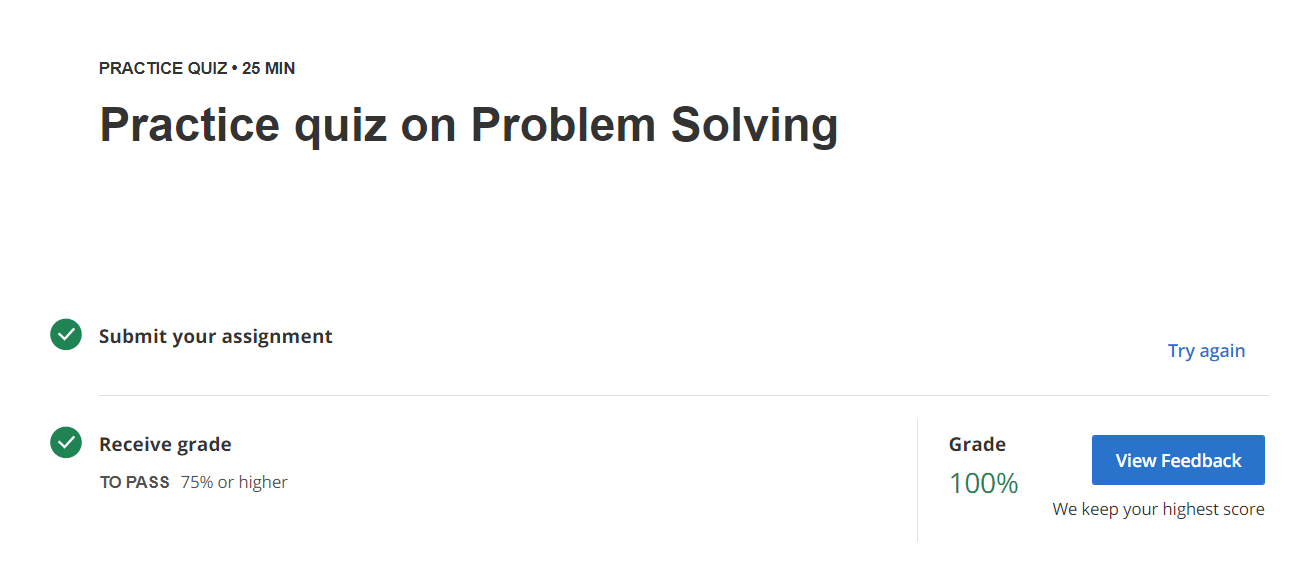 PRACTICE QUIZ • 25 MIN
Practice quiz on Problem Solving
Submit your assignment
Try again
Receive grade
TO PASS 75% or higher
Grade
100%
View Feedback
We keep your highest score